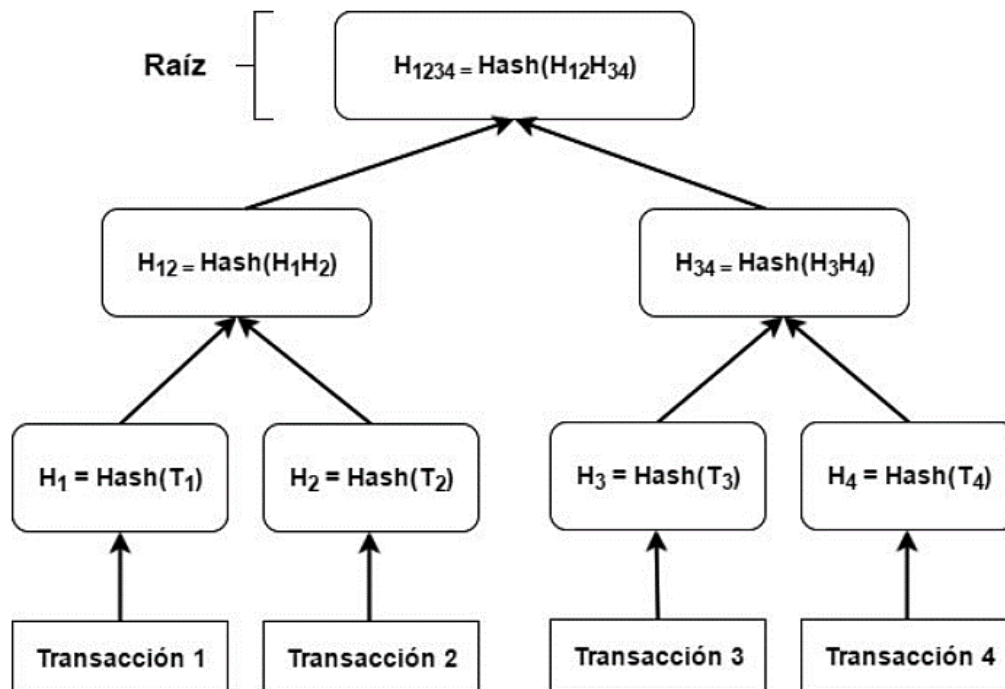 Raíz
H₁₂₃₄ = Hash(H₁₂H₃₄)
H₁₂ = Hash(H₁H₂)
H₃₄ = Hash(H₃H₄)
H₁ = Hash(T₁)
H₂ = Hash(T₂)
H₃ = Hash(T₃)
H₄ = Hash(T₄)
Transacción 1
Transacción 2
Transacción 3
Transacción 4